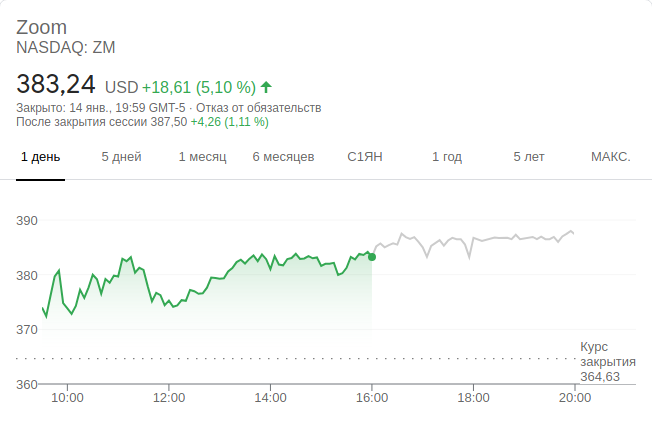 Zoom
NASDAQ: ZM
383,24 USD +18,61 (5,10 %)
Закрыто: 14 янв., 19:59 GMT-5 · Отказ от обязательств
После закрытия сессии 387,50 +4,26 (1,11 %)
1 день 5 дней 1 месяц 6 месяцев С1ЯН 1 год 5 лет МАКС.
390
380
370
Курс
закрытия
364,63
360
10:00 12:00 14:00 16:00 18:00 20:00